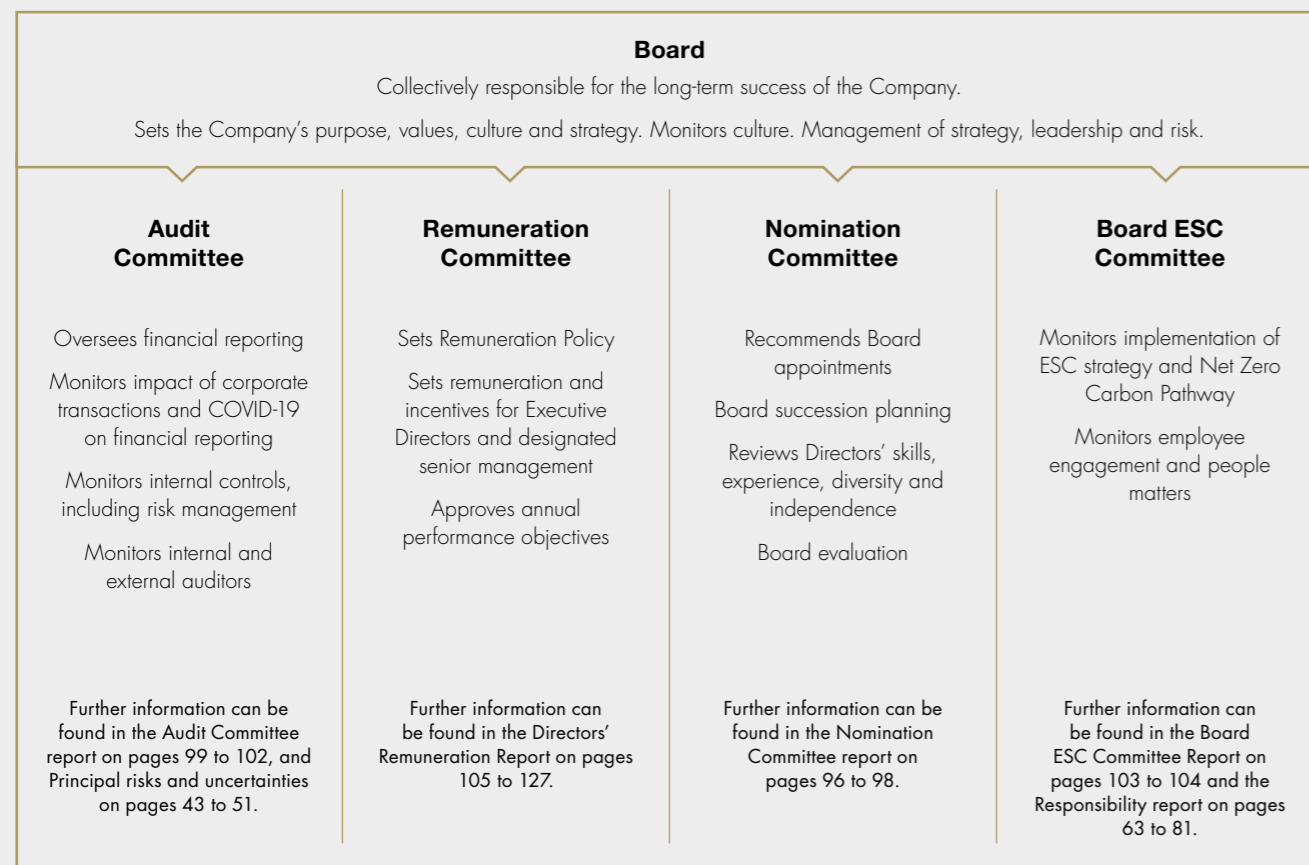 Board
Collectively responsible for the long-term success of the Company.
Sets the Company's purpose, values, culture and strategy. Monitors culture. Management of strategy, leadership and risk.
Audit
Committee
Oversees financial reporting
Monitors impact of corporate
transactions and COVID-19
on financial reporting
Monitors internal controls,
including risk management
Monitors internal and
external auditors
Further information can be
found in the Audit Committee
report on pages 99 to 102, and
Principal risks and uncertainties
on pages 43 to 51.
Remuneration
Committee
Sets Remuneration Policy
Sets remuneration and
incentives for Executive
Directors and designated
senior management
Approves annual
performance objectives
Further information can
be found in the Directors'
Remuneration Report on pages
105 to 127.
Nomination
Committee
Recommends Board
appointments
Board succession planning
Reviews Directors' skills,
experience, diversity and
independence
Board evaluation
Further information can be
found in the Nomination
Committee report on
pages 96 to 98.
Board ESC
Committee
Monitors implementation of
ESC strategy and Net Zero
Carbon Pathway
Monitors employee
engagement and people
matters
Further information can
be found in the Board
ESC Committee Report on
pages 103 to 104 and the
Responsibility report on pages
63 to 81.